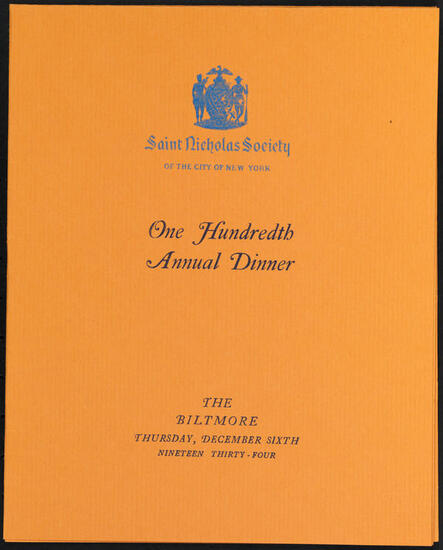 Saint Nicholas Society
OF THE CITY OF NEW YORK
One Hundredth
Annual Dinner
THE
BILTMORE
THURSDAY, DECEMBER SIXTH
NINETEEN THIRTY-FOUR